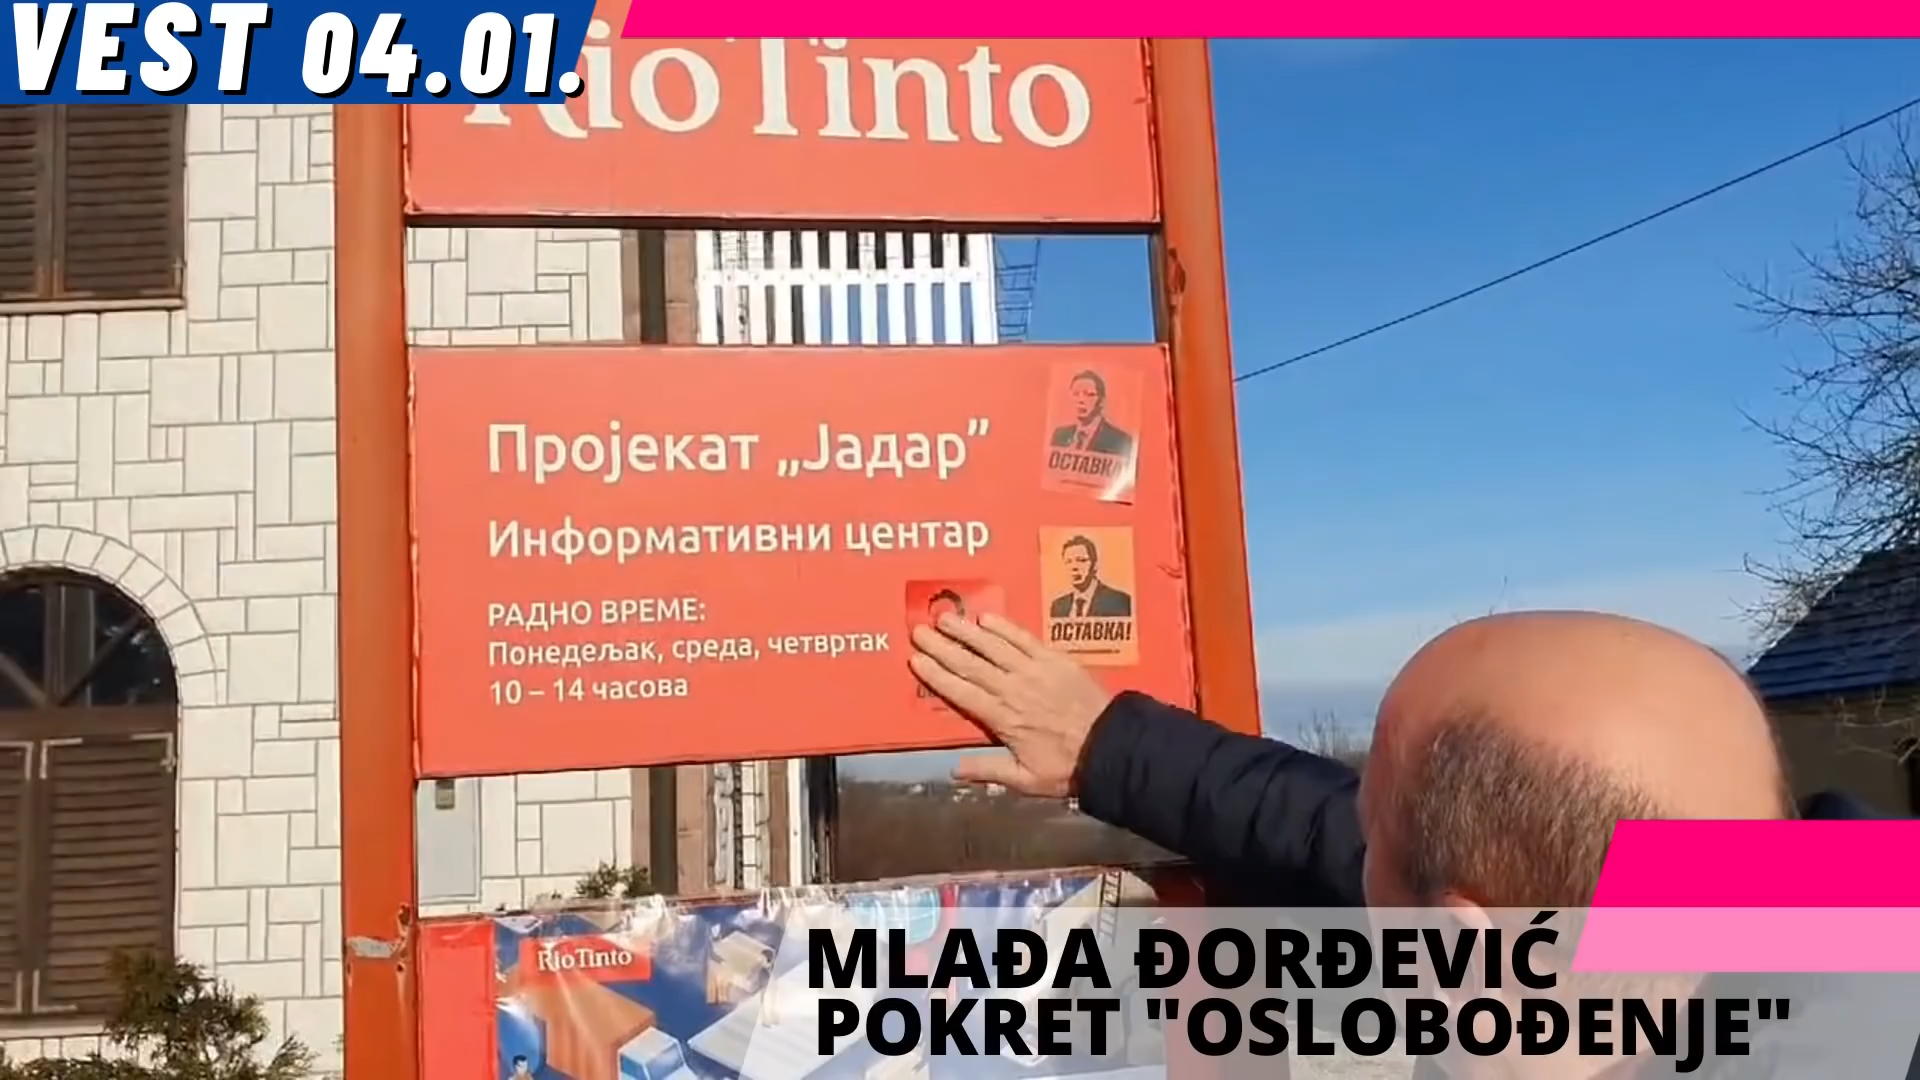 VEST 04.01.
RioTinto
Пројекат „Јадар”
Информативни центар
РАДНО ВРЕМЕ:
Понедељак, среда, четвртак
10 – 14 часова
ОСТАВКА!
ОСТАВКА!
RioTinto
MLAĐA ĐORĐEVIĆ
POKRET "OSLOBOĐENJE"